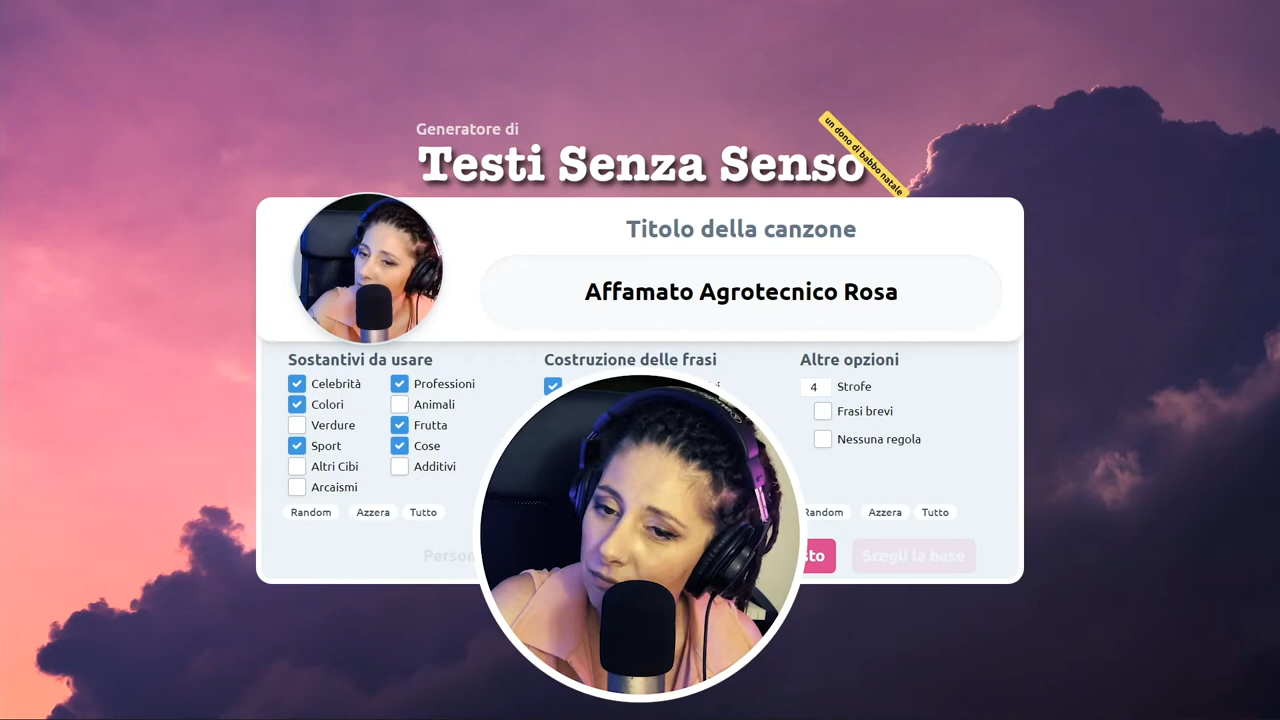 Generatore di
Testi Senza Senso
un dono di babbo natale
Titolo della canzone
Affamato Agrotecnico Rosa
Sostantivi da usare
Celebrità
Professioni
Colori
Animali
Verdure
Frutta
Sport
Cose
Altri Cibi
Additivi
Arcaismi
Random
Azzera
Tutto
Costruzione delle frasi
Altre opzioni
4 Strofe
Frasi brevi
Nessuna regola
Random
Azzera
Tutto
Scegli la base